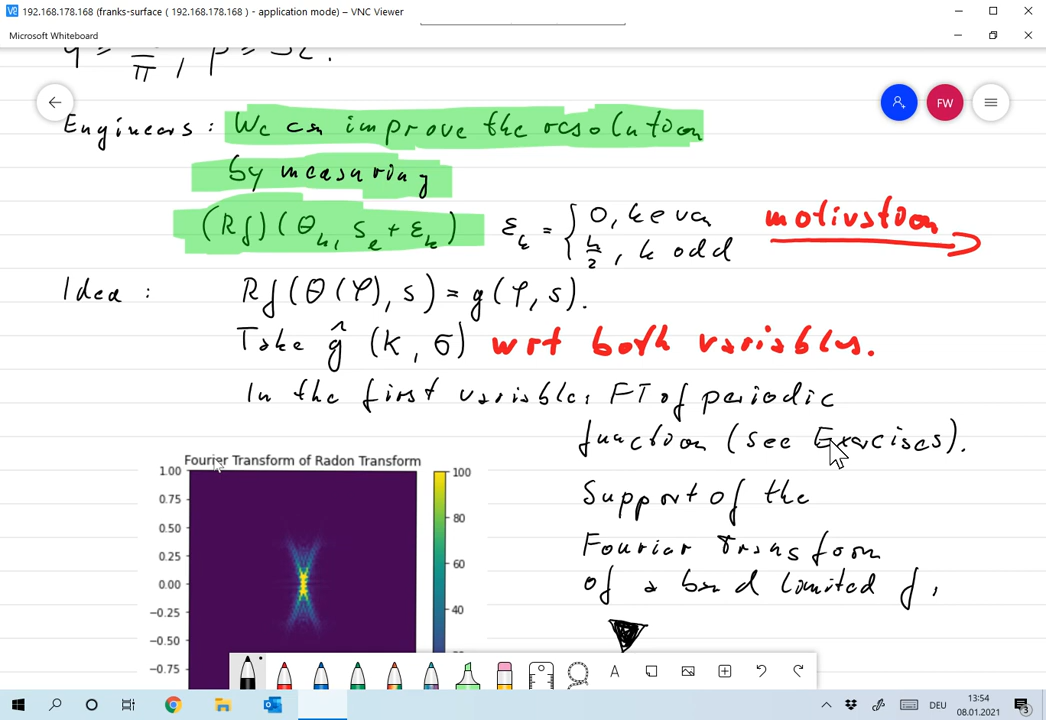 192.168.178.168 (franks-surface ( 192.168.178.168 ) - application mode) – VNC Viewer
Microsoft Whiteboard
π , p
FW
Engineers : We can improve the resolution
by measuring
(Rf)(θk, sℓ + εk) εk = { 0, k even
h/2, k odd
motivation
Idea : Rf(θ(φ), s) = g(φ, s).
Take ĝ (k, σ) wrt both variables.
In the first variable: FT of periodic
function (see Exercises).
Fourier Transform of Radon Transform
1.00
0.75
0.50
0.25
0.00
−0.25
−0.50
−0.75
100
80
60
40
Support of the
Fourier Transform
of a band limited f.
A
DEU
13:54
08.01.2021
3